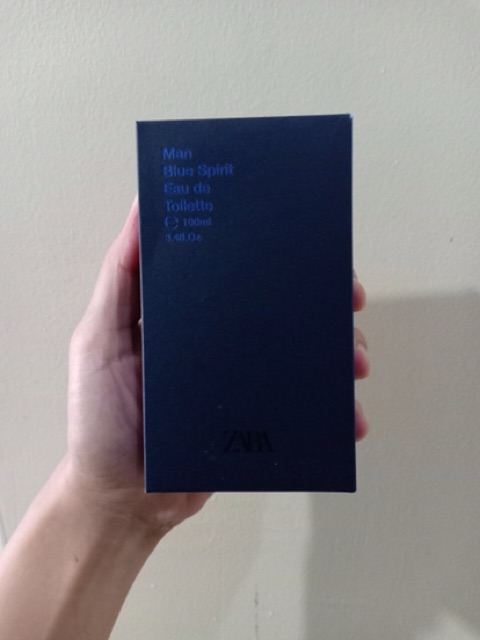 Man
Blue Spirit
Eau de
Toilette
(-) 100ml
3.40.Oz
ZARA